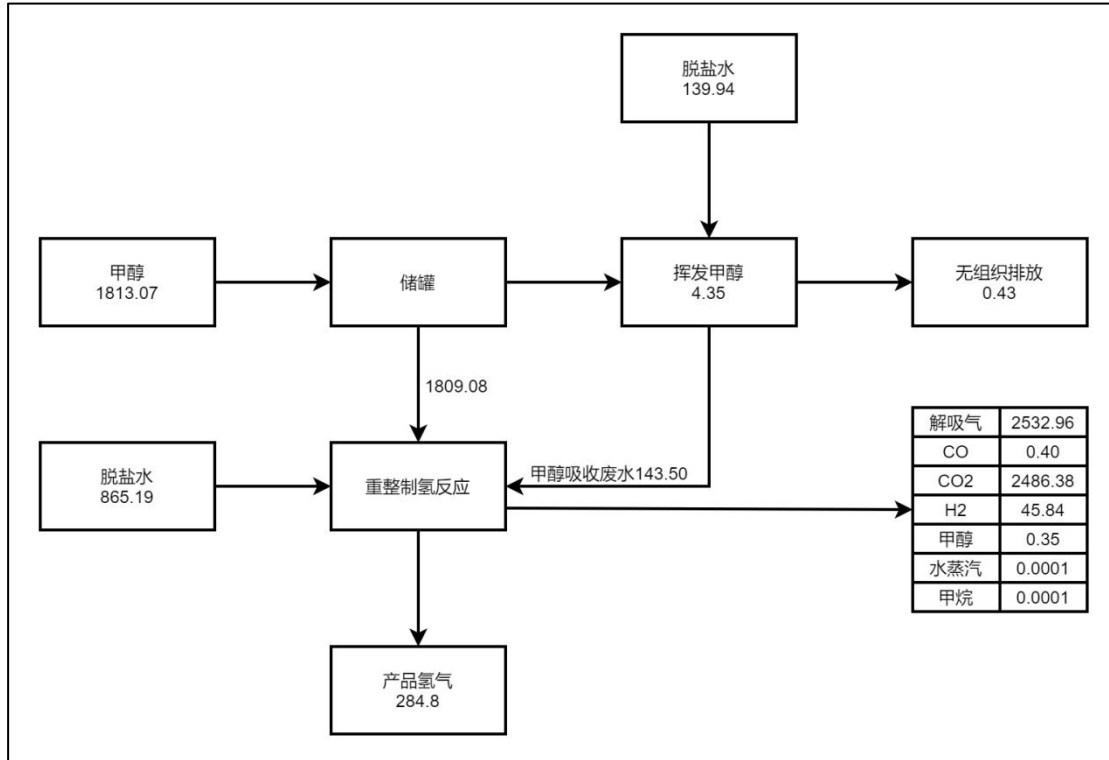 脱盐水
139.94
甲醇
1813.07
储罐
挥发甲醇
4.35
无组织排放
0.43
1809.08
脱盐水
865.19
重整制氢反应
甲醇吸收废水143.50
解吸气 2532.96
CO 0.40
CO2 2486.38
H2 45.84
甲醇 0.35
水蒸汽 0.0001
甲烷 0.0001
产品氢气
284.8